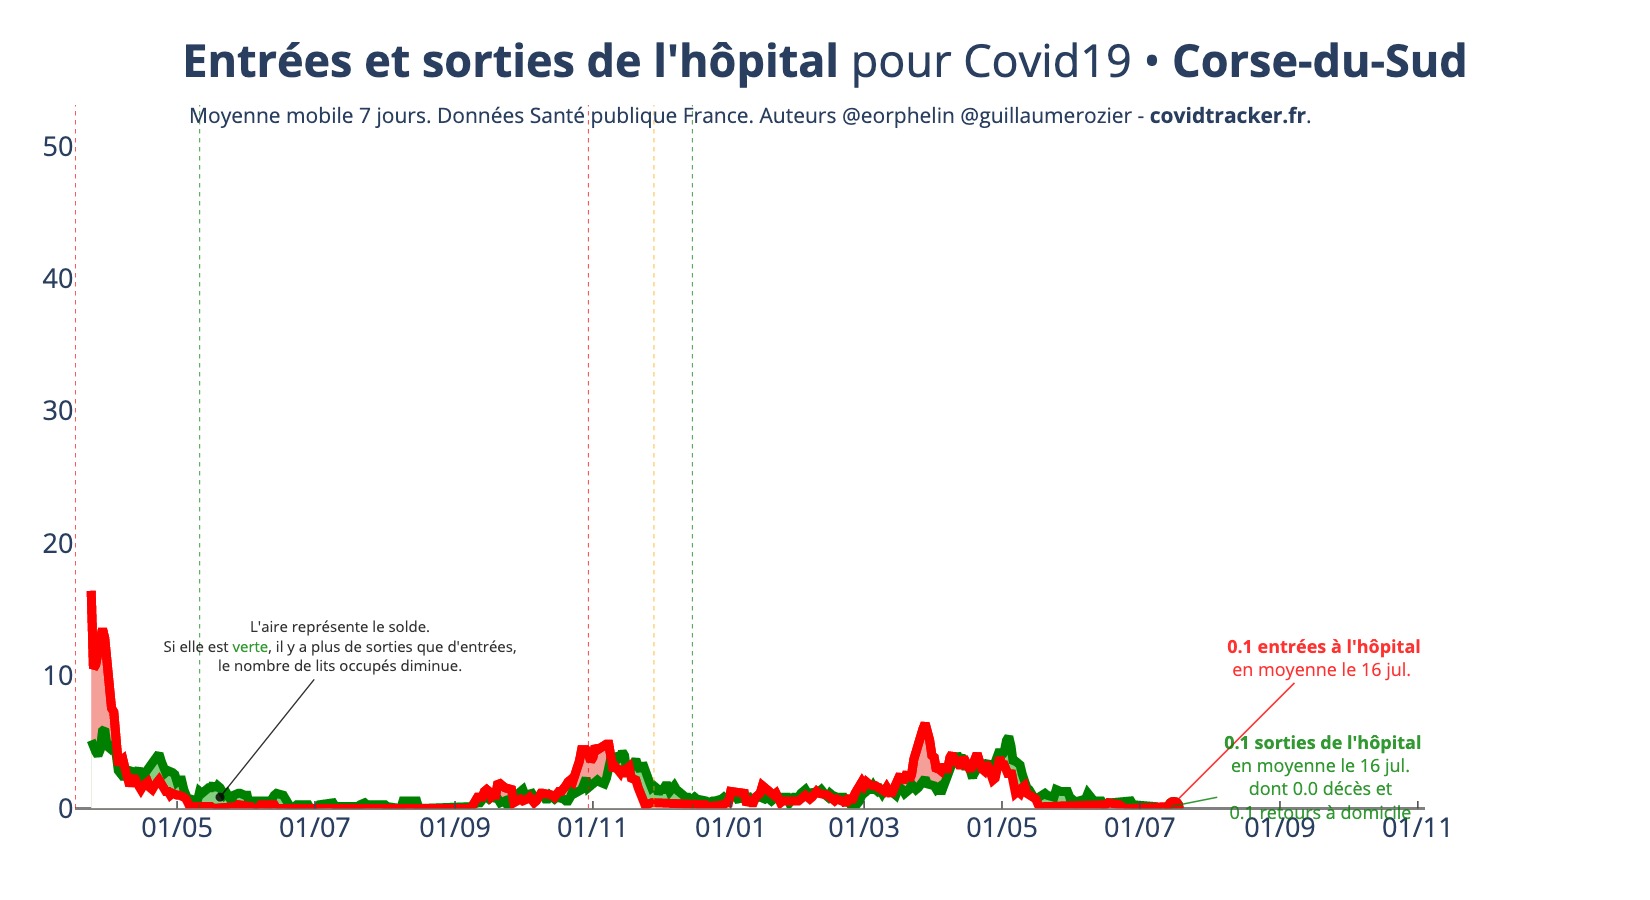 Entrées et sorties de l'hôpital pour Covid19 • Corse-du-Sud
Moyenne mobile 7 jours. Données Santé publique France. Auteurs @eorphelin @guillaumerozier - covidtracker.fr.
50
40
30
20
10
0
L'aire représente le solde.
Si elle est verte, il y a plus de sorties que d'entrées,
le nombre de lits occupés diminue.
0.1 entrées à l'hôpital
en moyenne le 16 jul.
0.1 sorties de l'hôpital
en moyenne le 16 jul.
dont 0.0 décès et
0.1 retours à domicile
01/05
01/07
01/09
01/11
01/01
01/03
01/05
01/07
01/09
01/11